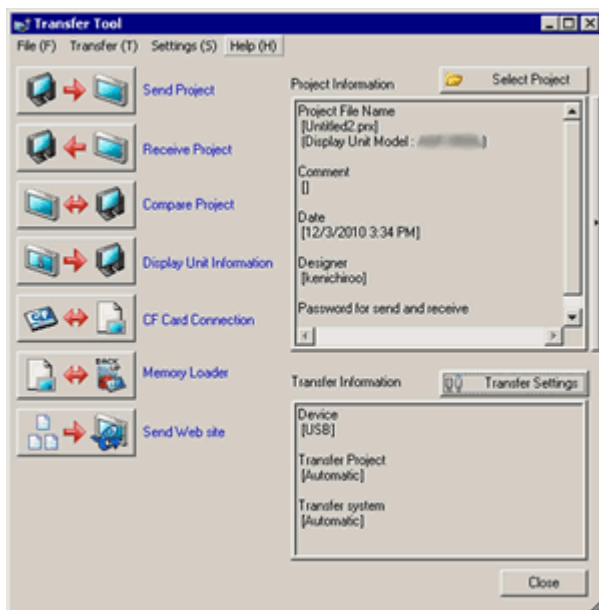 Transfer Tool
File (F) Transfer (T) Settings (S) Help (H)
Send Project
Receive Project
Compare Project
Display Unit Information
CF Card Connection
Memory Loader
Send Web site
Project Information
Select Project
Project File Name
[Untitled2.prx]
(Display Unit Model : )
Comment
[]
Date
[12/3/2010 3:34 PM]
Designer
[kenichiroo]
Password for send and receive
Transfer Information
Transfer Settings
Device
[USB]
Transfer Project
[Automatic]
Transfer system
[Automatic]
Close